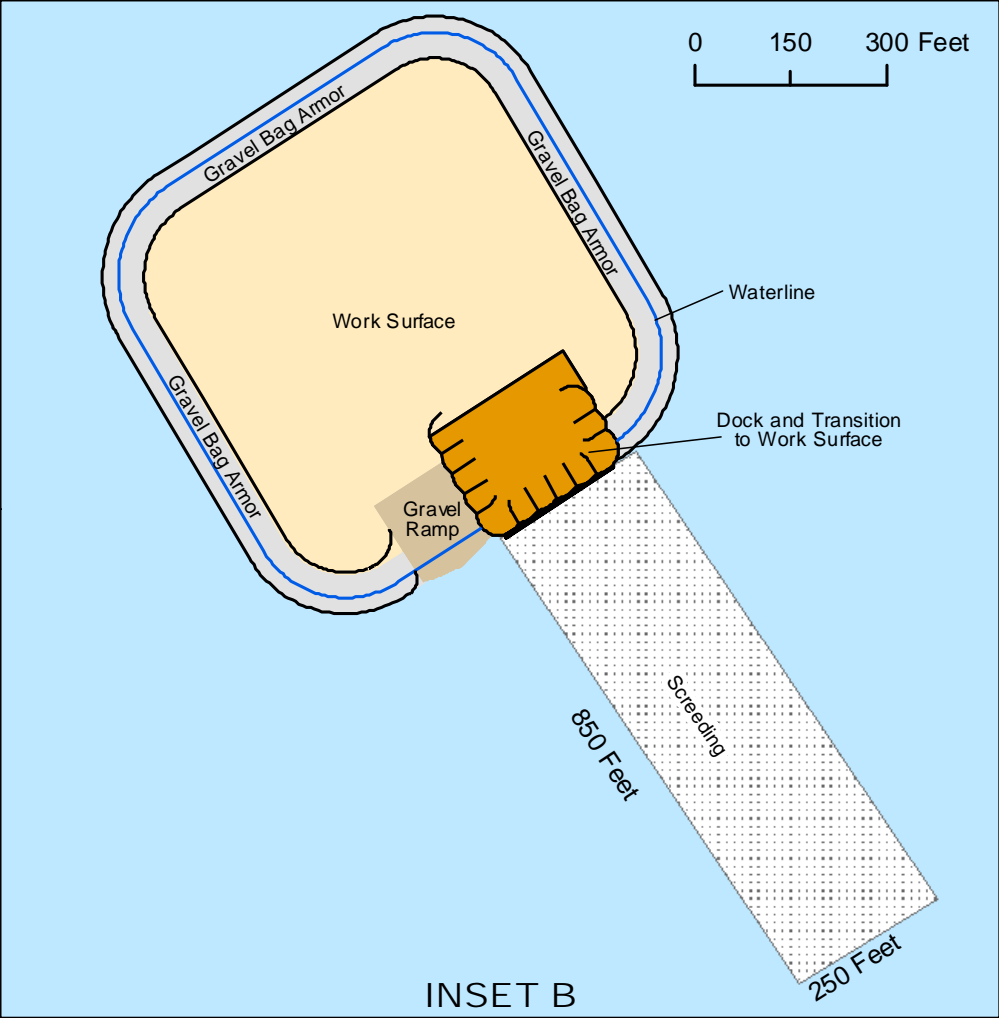 0 150 300 Feet
Gravel Bag Armor
Gravel Bag Armor
Waterline
Work Surface
Gravel Bag Armor
Dock and Transition
to Work Surface
Gravel
Ramp
Screeding
850 Feet
250 Feet
INSET B